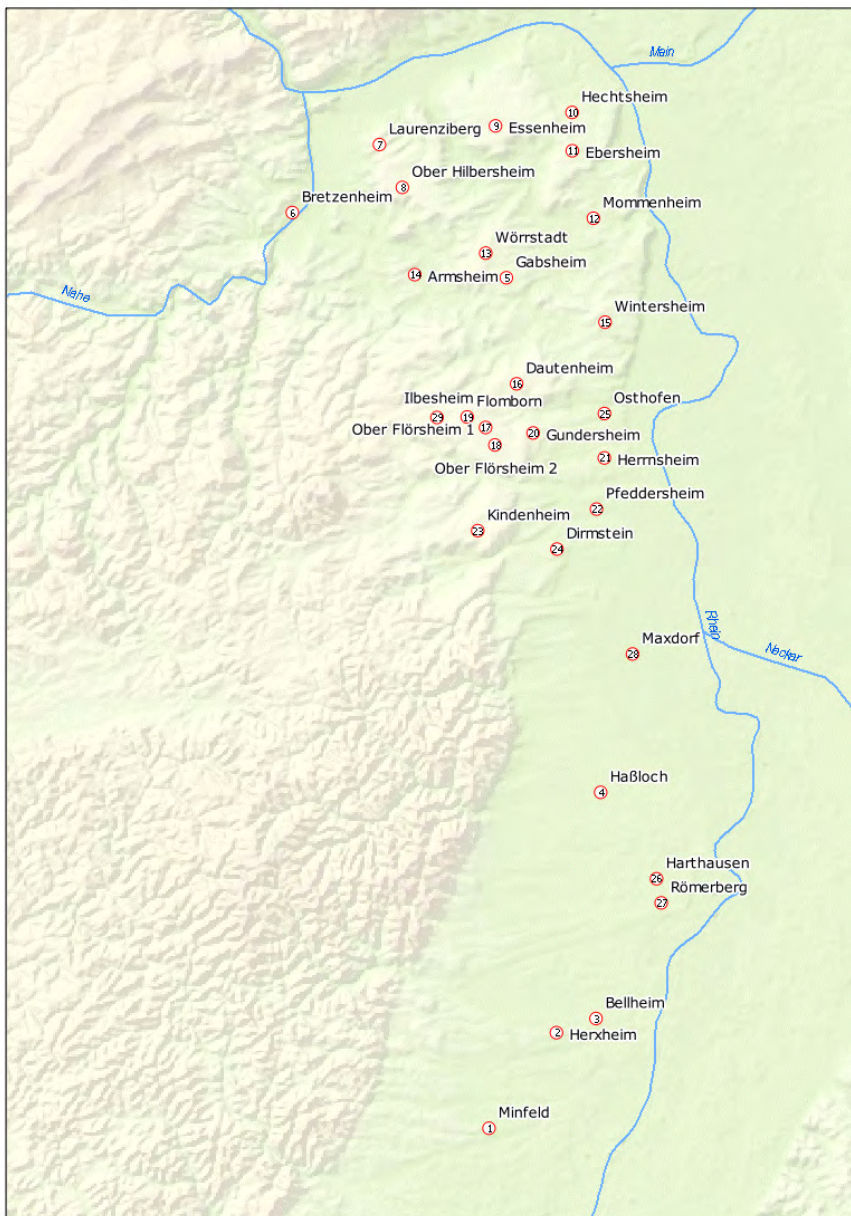 Main
Hechtsheim
10
9 Essenheim
Laurenziberg
7
11 Ebersheim
Ober Hilbersheim
8
Bretzenheim
6
Mommenheim
12
Wörrstadt
13
Gabsheim
14 Armsheim
5
Nahe
Wintersheim
15
Dautenheim
16
Ilbesheim Flomborn
Osthofen
29 19
25
Ober Flörsheim 1 17
20 Gundersheim
18
Ober Flörsheim 2
21 Herrnsheim
Pfeddersheim
22
Kindenheim
23
Dirmstein
24
Rhein
Maxdorf
28
Neckar
Haßloch
4
Harthausen
26
Römerberg
27
Bellheim
3
2 Herxheim
Minfeld
1